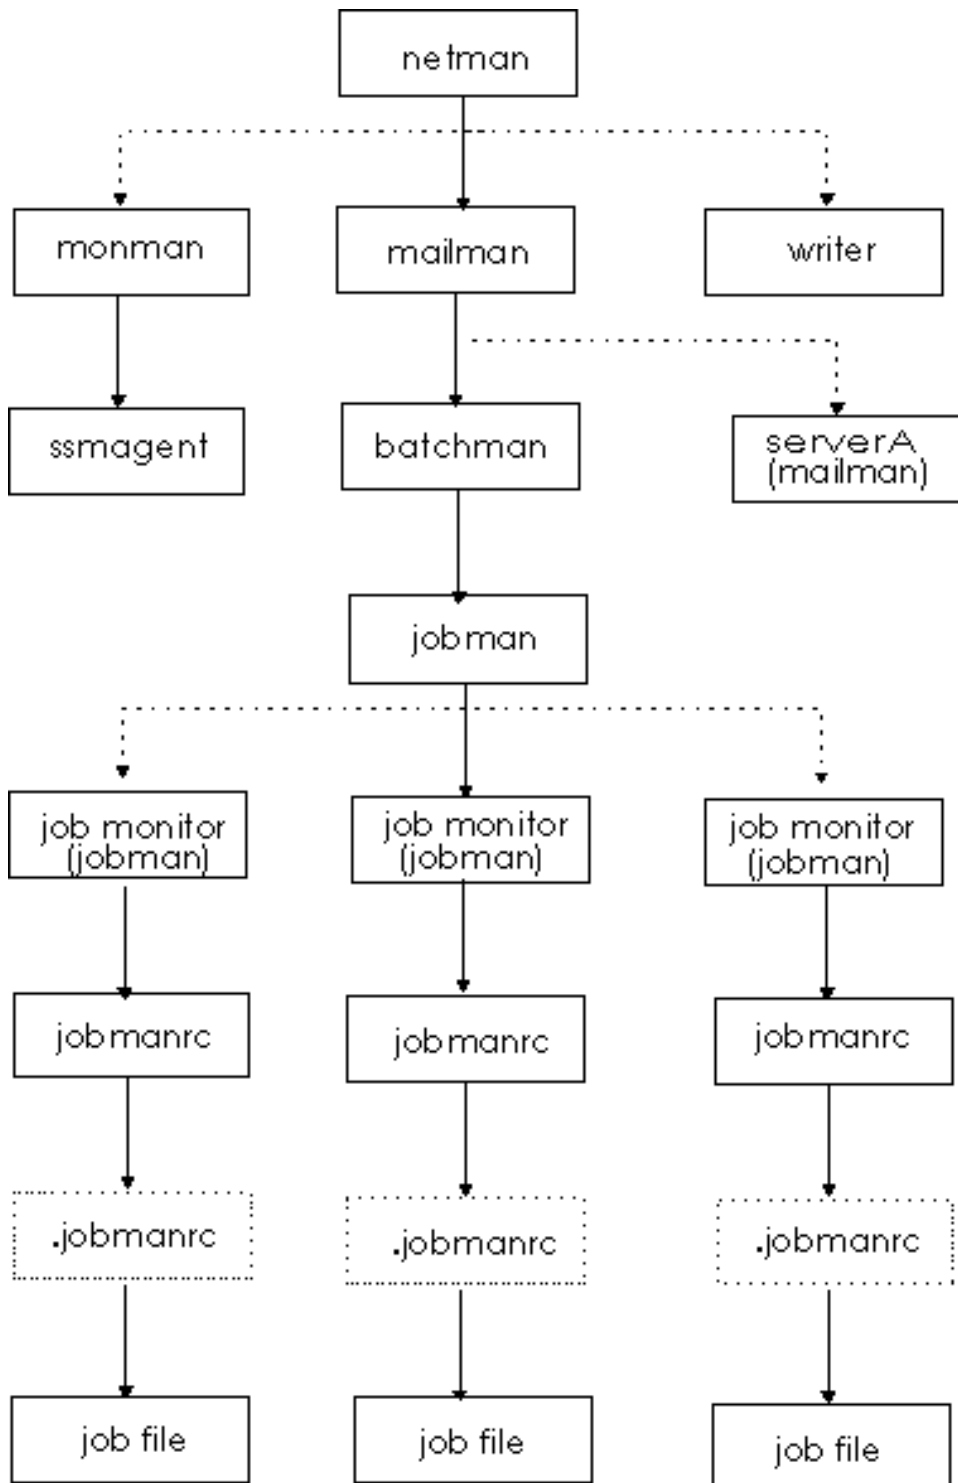 netman
monman
mailman
writer
ssmagent
batchman
serverA
(mailman)
jobman
job monitor
(jobman)
job monitor
(jobman)
job monitor
(jobman)
jobmanrc
jobmanrc
jobmanrc
.jobmanrc
.jobmanrc
.jobmanrc
job file
job file
job file